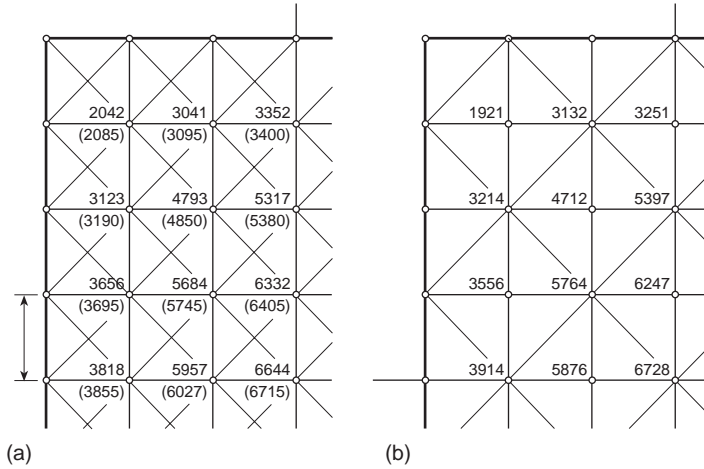 2042 3041 3352
(2085) (3095) (3400)
3123 4793 5317
(3190) (4850) (5380)
3656 5684 6332
(3695) (5745) (6405)
3818 5957 6644
(3855) (6027) (6715)
(a)
1921 3132 3251
3214 4712 5397
3556 5764 6247
3914 5876 6728
(b)